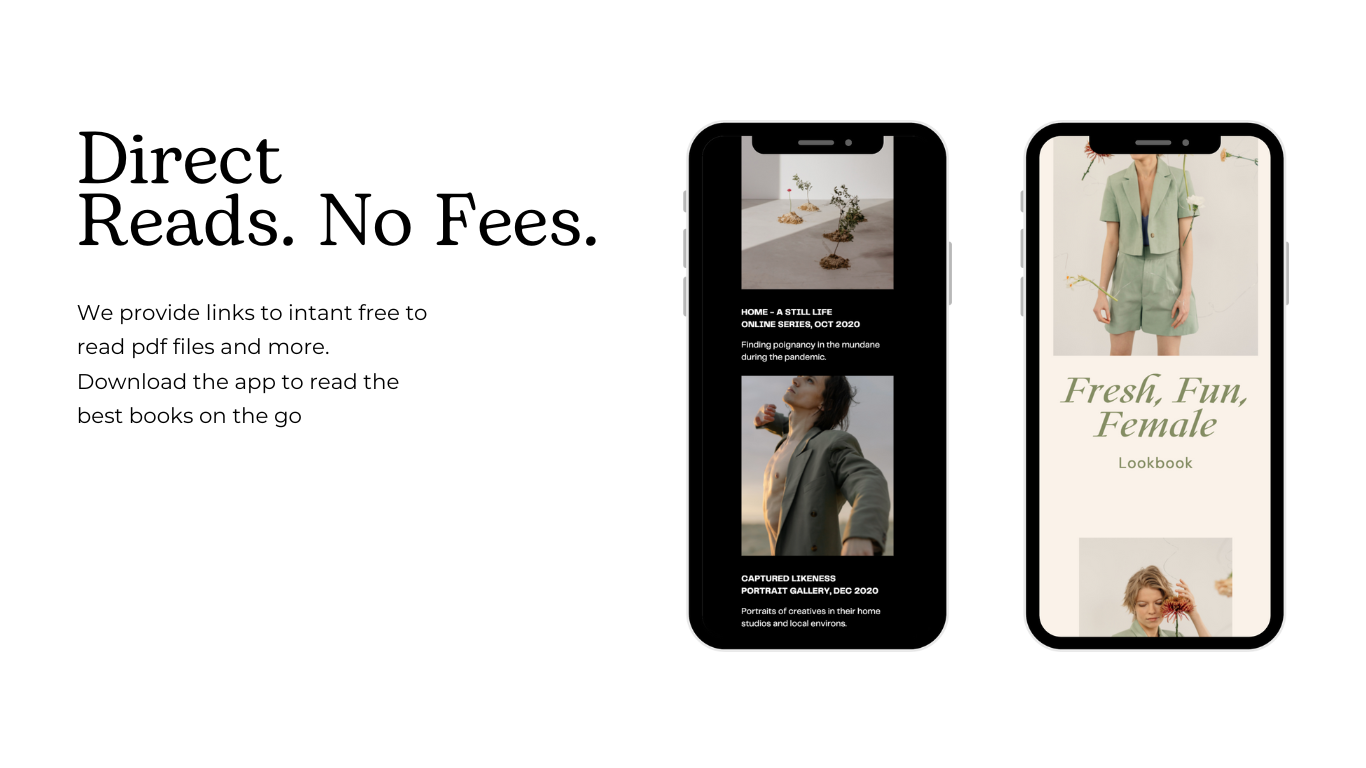 Direct
Reads. No Fees.
We provide links to intant free to
read pdf files and more.
Download the app to read the
best books on the go
HOME - A STILL LIFE
ONLINE SERIES, OCT 2020
Finding poignancy in the mundane
during the pandemic.
CAPTURED LIKENESS
PORTRAIT GALLERY, DEC 2020
Portraits of creatives in their home
studios and local environs.
Fresh, Fun,
Female
Lookbook